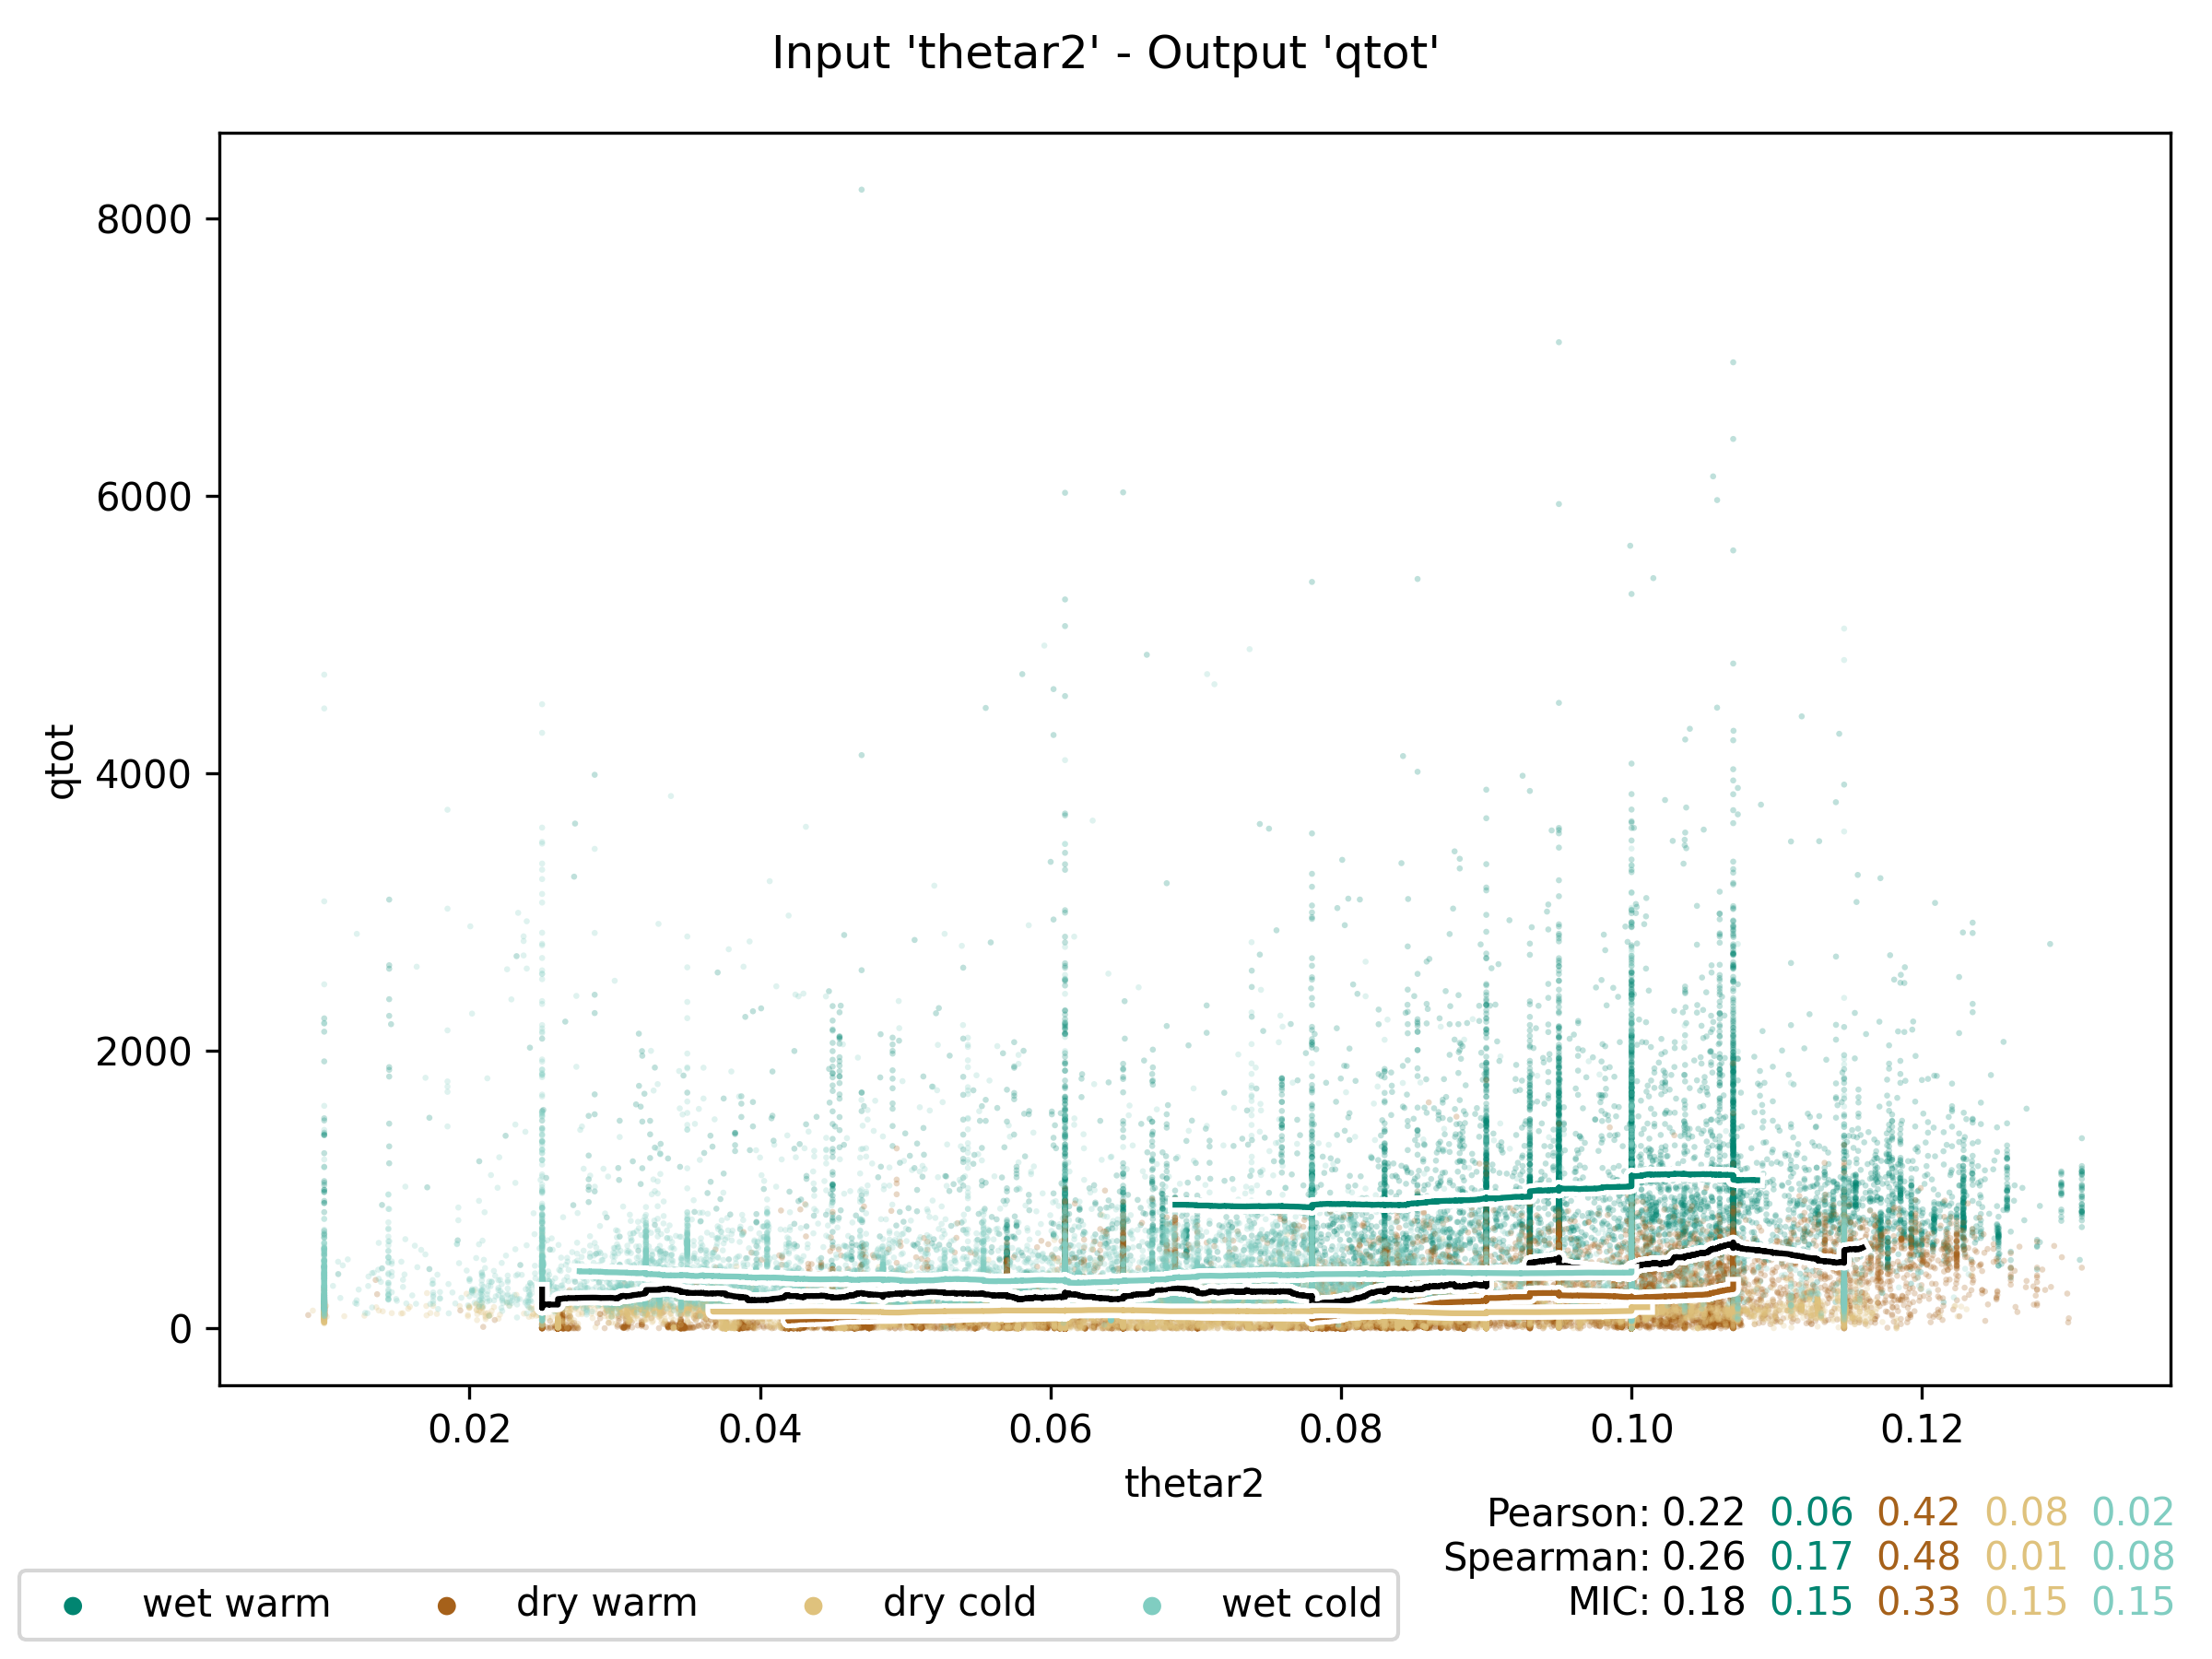 Input 'thetar2' - Output 'qtot'
8000
6000
4000
2000
0
qtot
0.02 0.04 0.06 0.08 0.10 0.12
thetar2
Pearson: 0.22 0.06 0.42 0.08 0.02
Spearman: 0.26 0.17 0.48 0.01 0.08
MIC: 0.18 0.15 0.33 0.15 0.15
wet warm dry warm dry cold wet cold